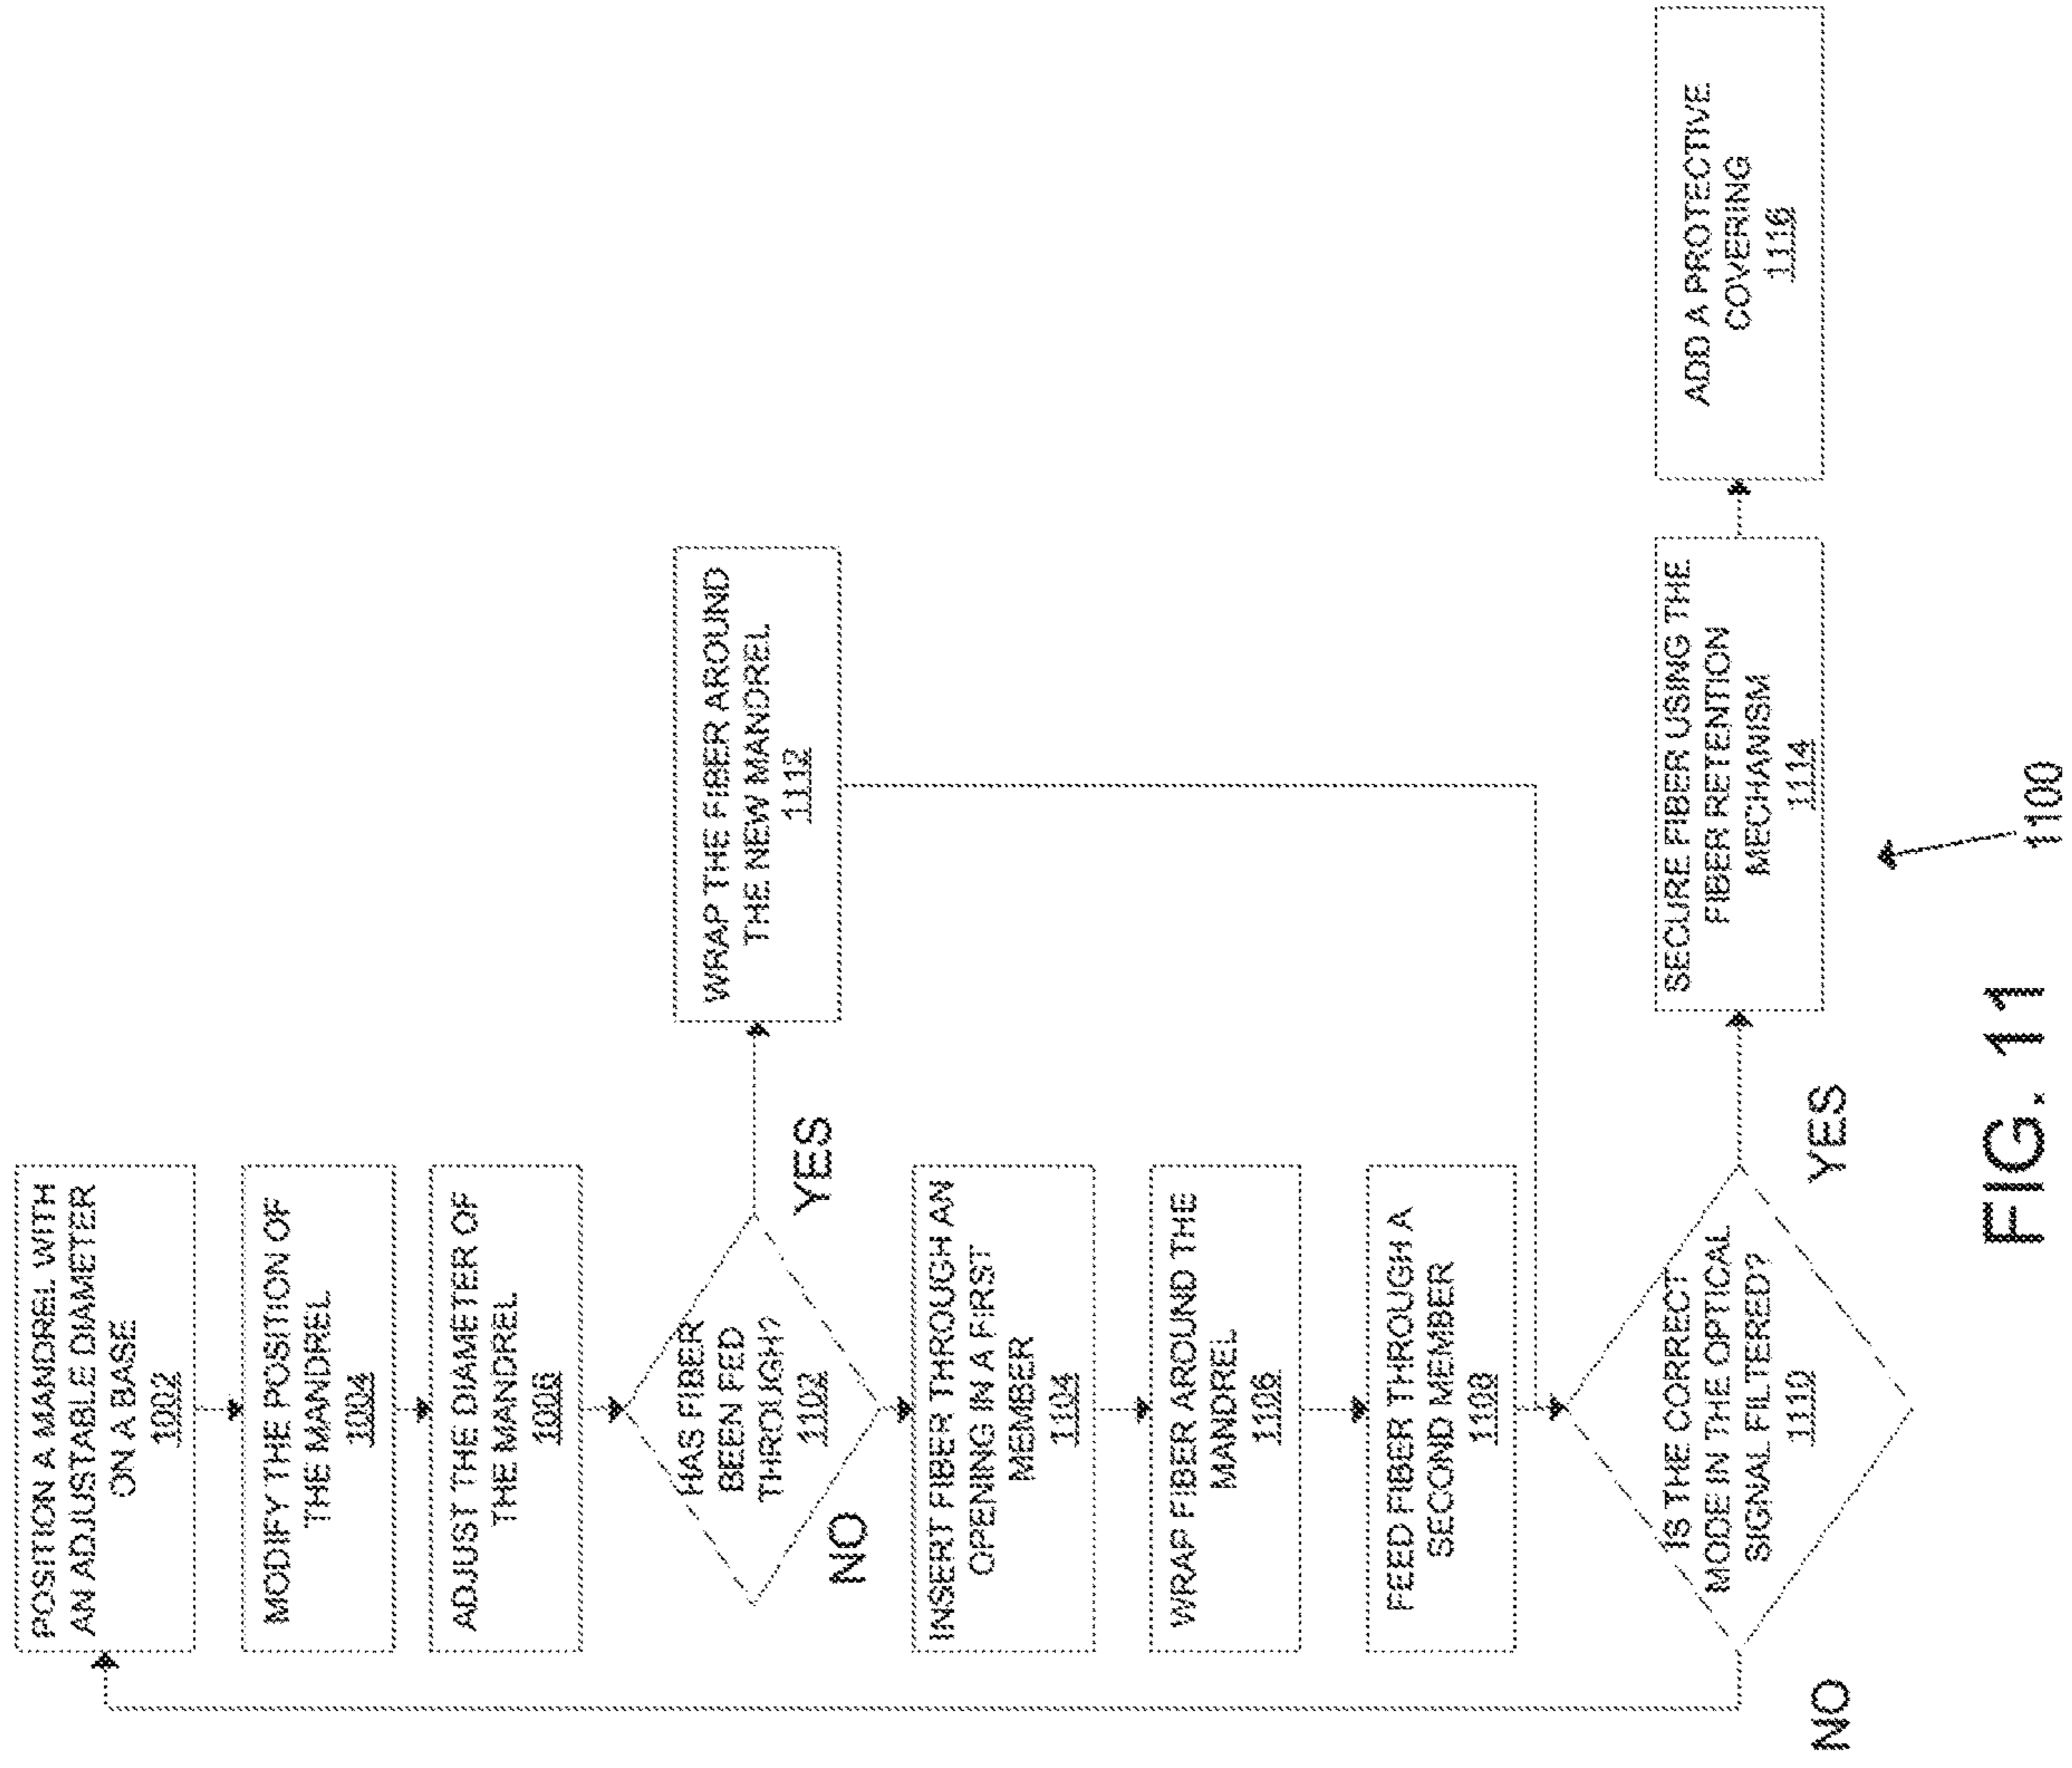 POSITION A MANDREL WITH
AN ADJUSTABLE DIAMETER
ON A BASE
1002
MODIFY THE POSITION OF
THE MANDREL
1004
ADJUST THE DIAMETER OF
THE MANDREL
1006
HAS FIBER
BEEN FED
THROUGH?
1102
YES
WRAP THE FIBER AROUND
THE NEW MANDREL
1112
NO
INSERT FIBER THROUGH AN
OPENING IN A FIRST
MEMBER
1104
WRAP FIBER AROUND THE
MANDREL
1106
FEED FIBER THROUGH A
SECOND MEMBER
1108
IS THE CORRECT
MODE IN THE OPTICAL
SIGNAL FILTERED?
1110
NO
YES
SECURE FIBER USING THE
FIBER RETENTION
MECHANISM
1114
ADD A PROTECTIVE
COVERING
1116
FIG. 11
1100